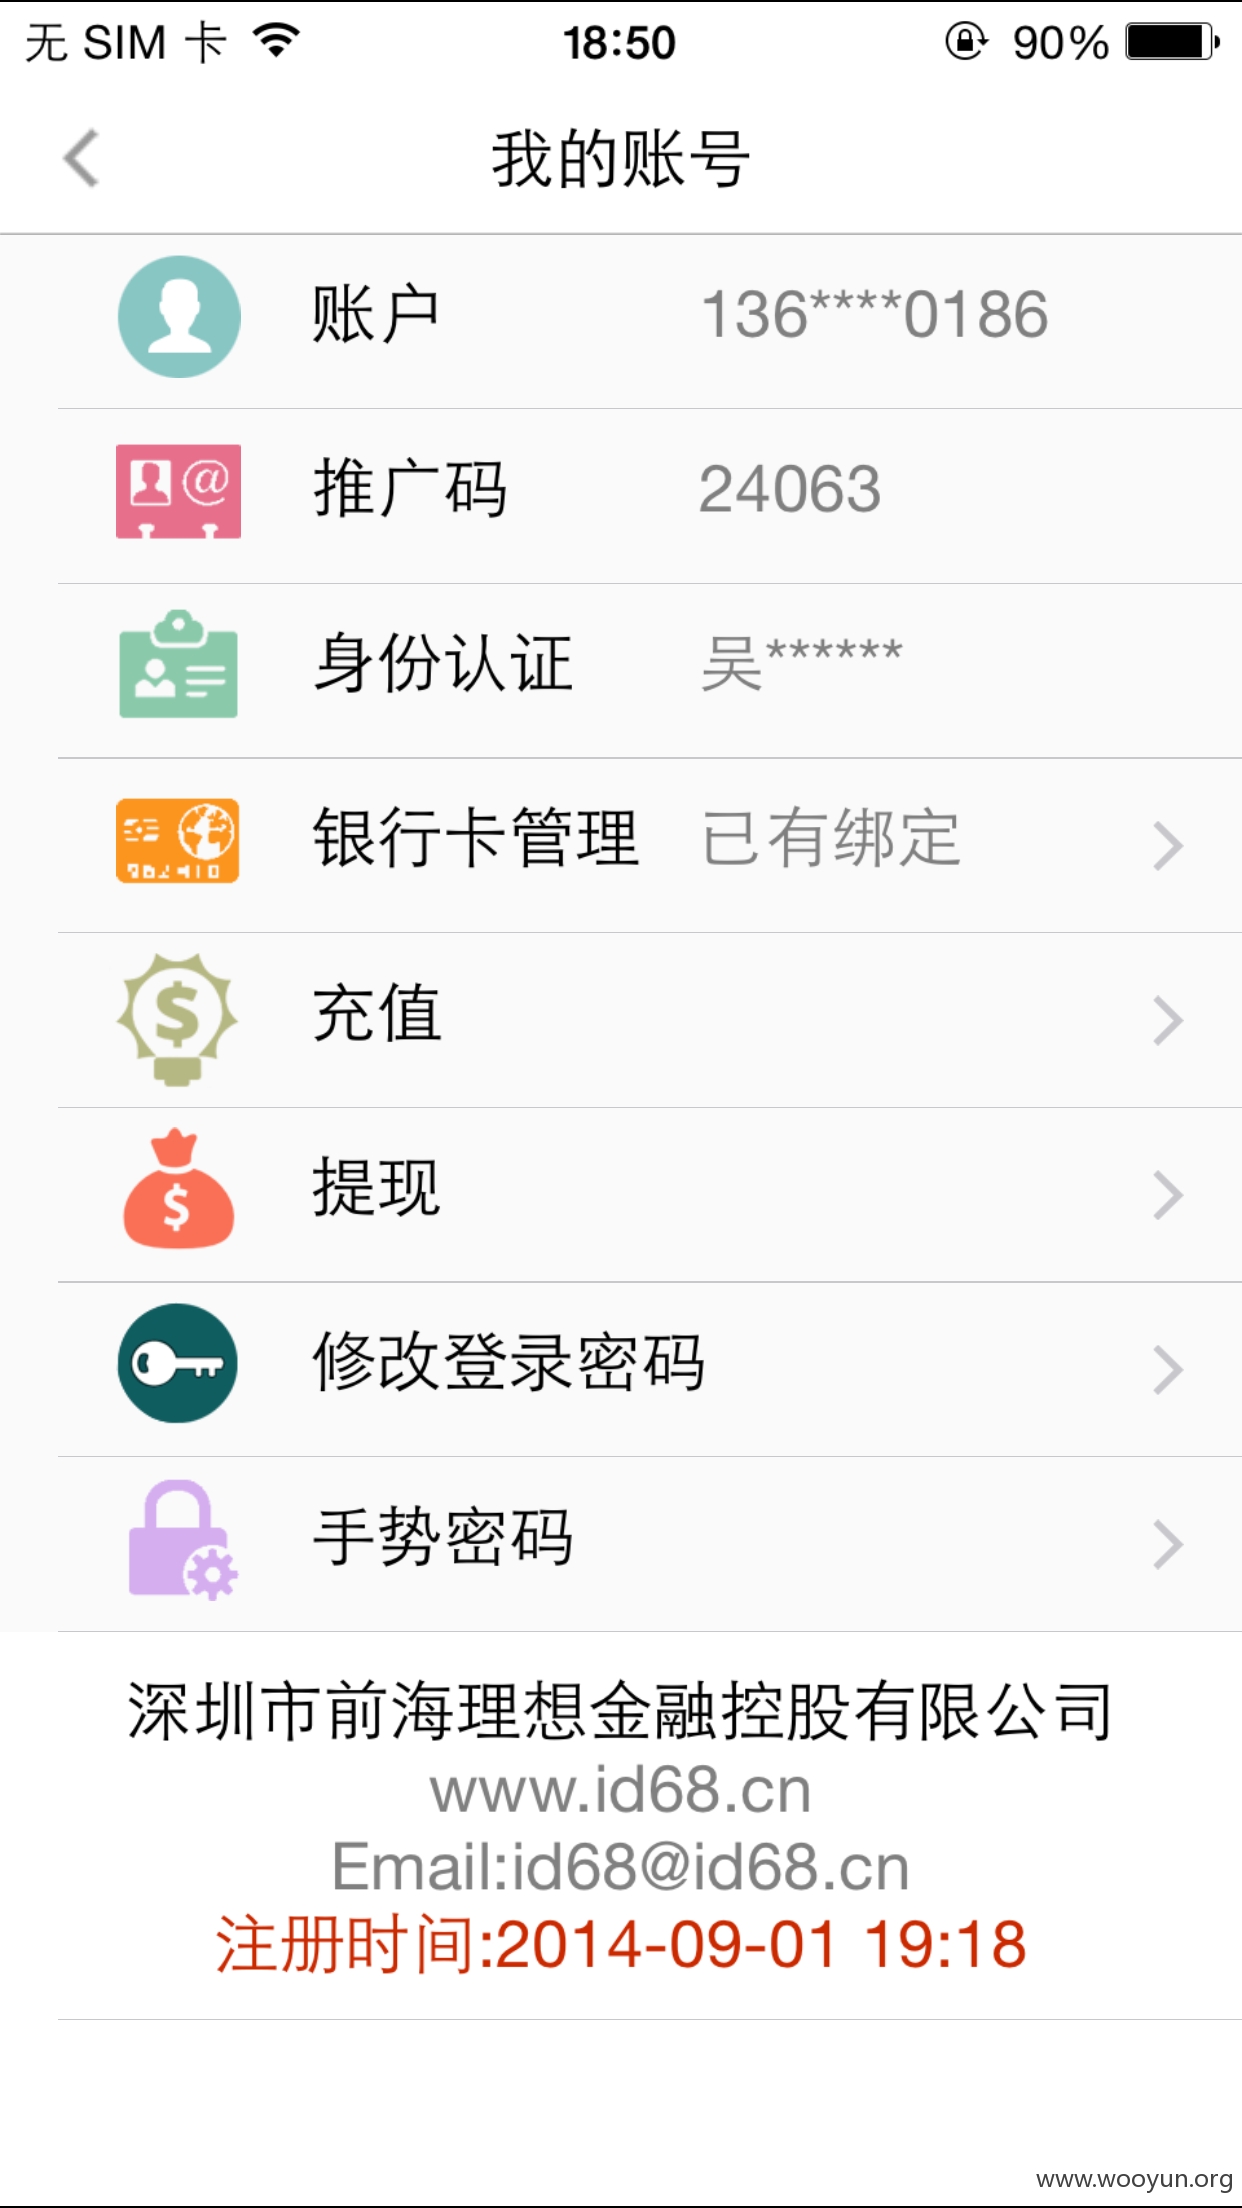 无 SIM 卡 18:50 90%
我的账号
账户 136****0186
推广码 24063
身份认证 吴******
银行卡管理 已有绑定
充值
提现
修改登录密码
手势密码
深圳市前海理想金融控股有限公司
www.id68.cn
Email:id68@id68.cn
注册时间:2014-09-01 19:18
www.wooyun.org